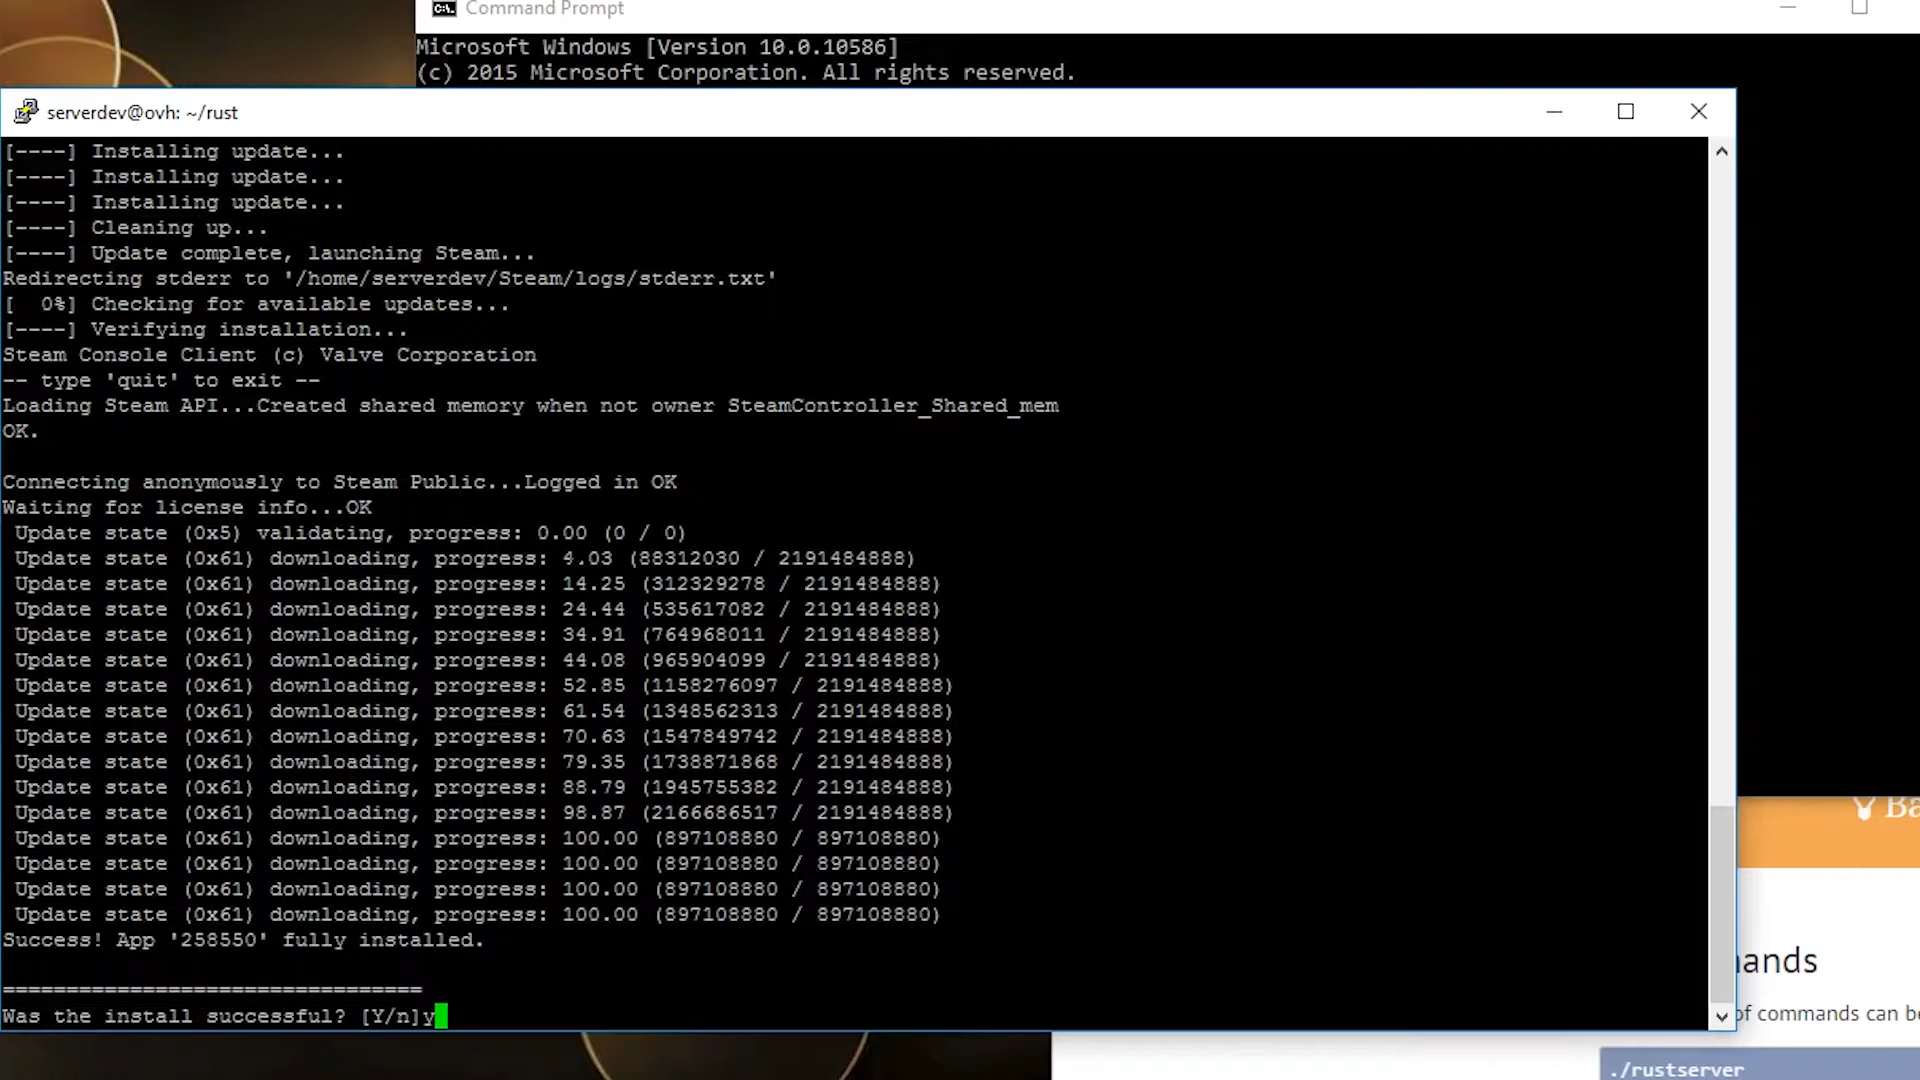 Command Prompt
Microsoft Windows [Version 10.0.10586]
(c) 2015 Microsoft Corporation. All rights reserved.
serverdev@ovh: ~/rust
[----] Installing update...
[----] Installing update...
[----] Installing update...
[----] Cleaning up...
[----] Update complete, launching Steam...
Redirecting stderr to '/home/serverdev/Steam/logs/stderr.txt'
[  0%] Checking for available updates...
[----] Verifying installation...
Steam Console Client (c) Valve Corporation
-- type 'quit' to exit --
Loading Steam API...Created shared memory when not owner SteamController_Shared_mem
OK.
Connecting anonymously to Steam Public...Logged in OK
Waiting for license info...OK
Update state (0x5) validating, progress: 0.00 (0 / 0)
Update state (0x61) downloading, progress: 4.03 (88312030 / 2191484888)
Update state (0x61) downloading, progress: 14.25 (312329278 / 2191484888)
Update state (0x61) downloading, progress: 24.44 (535617082 / 2191484888)
Update state (0x61) downloading, progress: 34.91 (764968011 / 2191484888)
Update state (0x61) downloading, progress: 44.08 (965904099 / 2191484888)
Update state (0x61) downloading, progress: 52.85 (1158276097 / 2191484888)
Update state (0x61) downloading, progress: 61.54 (1348562313 / 2191484888)
Update state (0x61) downloading, progress: 70.63 (1547849742 / 2191484888)
Update state (0x61) downloading, progress: 79.35 (1738871868 / 2191484888)
Update state (0x61) downloading, progress: 88.79 (1945755382 / 2191484888)
Update state (0x61) downloading, progress: 98.87 (2166686517 / 2191484888)
Update state (0x61) downloading, progress: 100.00 (897108880 / 897108880)
Update state (0x61) downloading, progress: 100.00 (897108880 / 897108880)
Update state (0x61) downloading, progress: 100.00 (897108880 / 897108880)
Update state (0x61) downloading, progress: 100.00 (897108880 / 897108880)
Success! App '258550' fully installed.
=================================
Was the install successful? [Y/n]y
Ba
ands
of commands can be
./rustserver